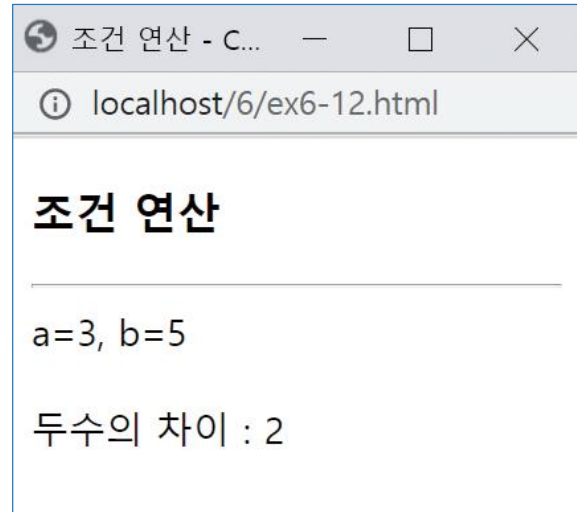 조건 연산 - C...
localhost/6/ex6-12.html
조건 연산
a=3, b=5
두수의 차이 : 2